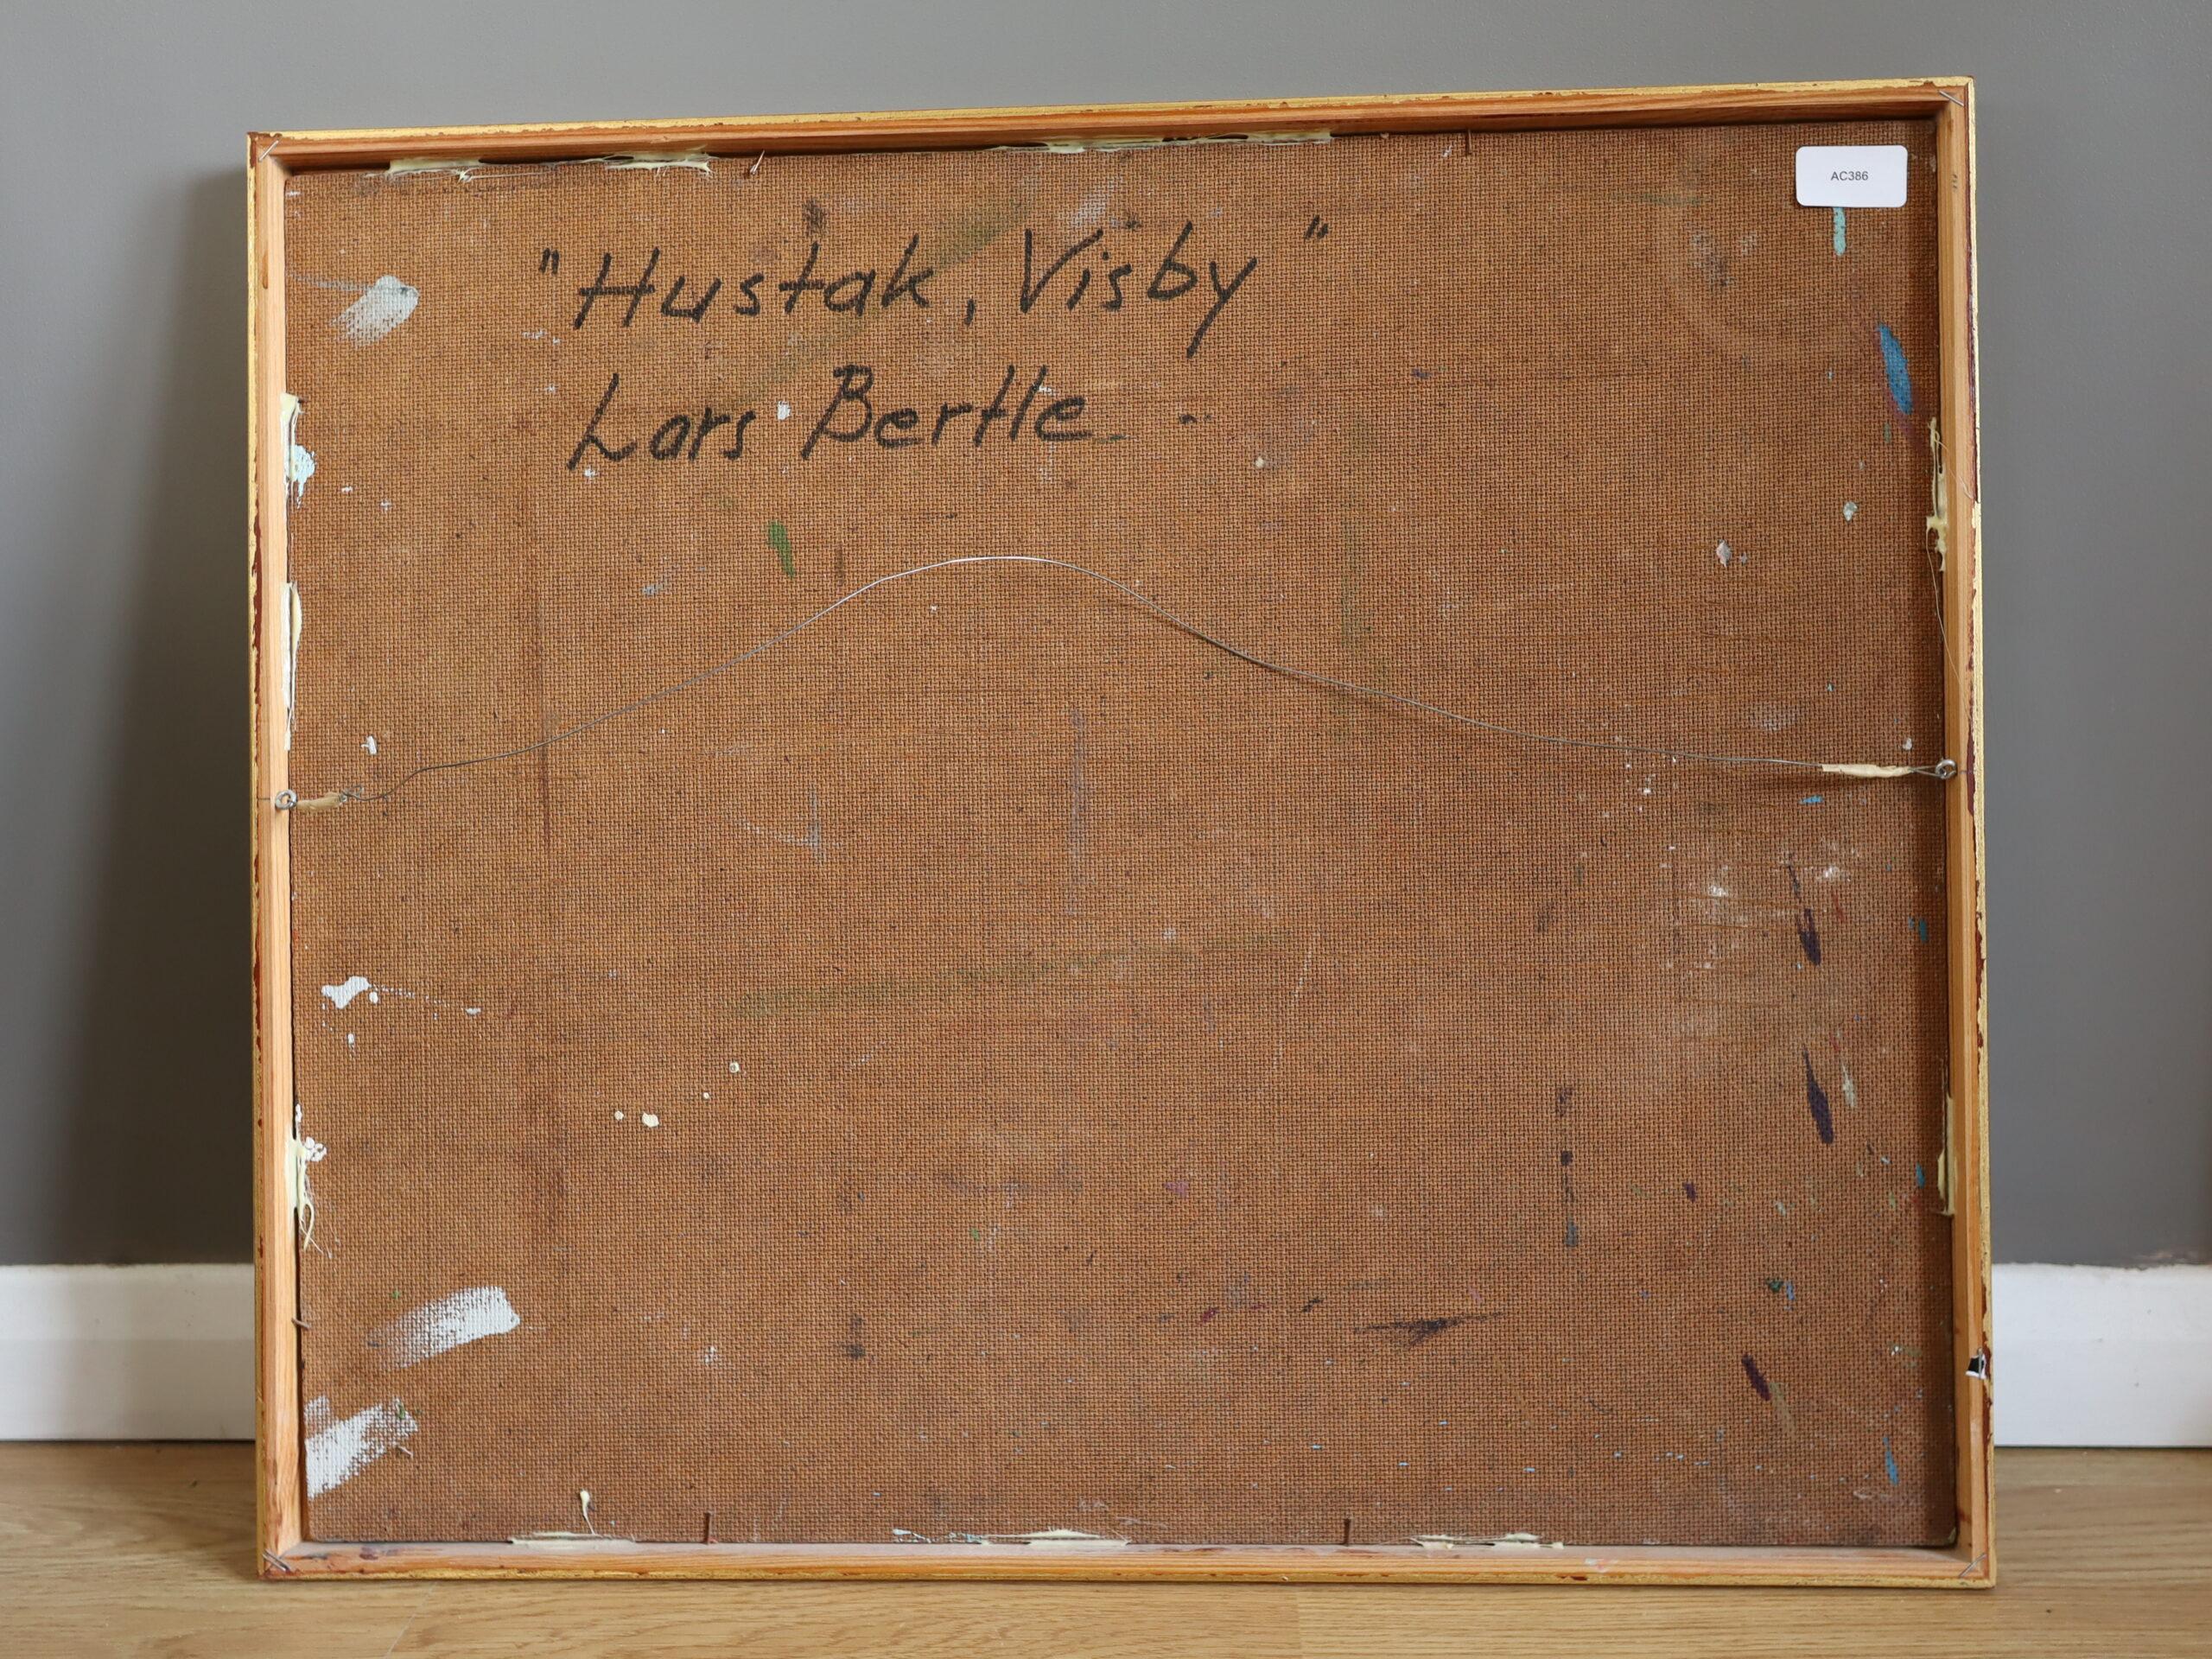 AC386
"Hustak, Visby"
Lars Bertle